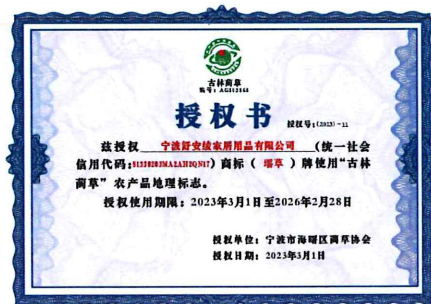 古林蔺草
授权书
授权号:(2023)-11
兹授权 宁波舒安绒家居用品有限公司 (统一社会
信用代码: ) 商标( 瑞草 )牌使用“古林
蔺草”农产品地理标志。
授权使用期限:2023年3月1日至2026年2月28日
授权单位:宁波市海曙区蔺草协会
授权日期:2023年3月1日